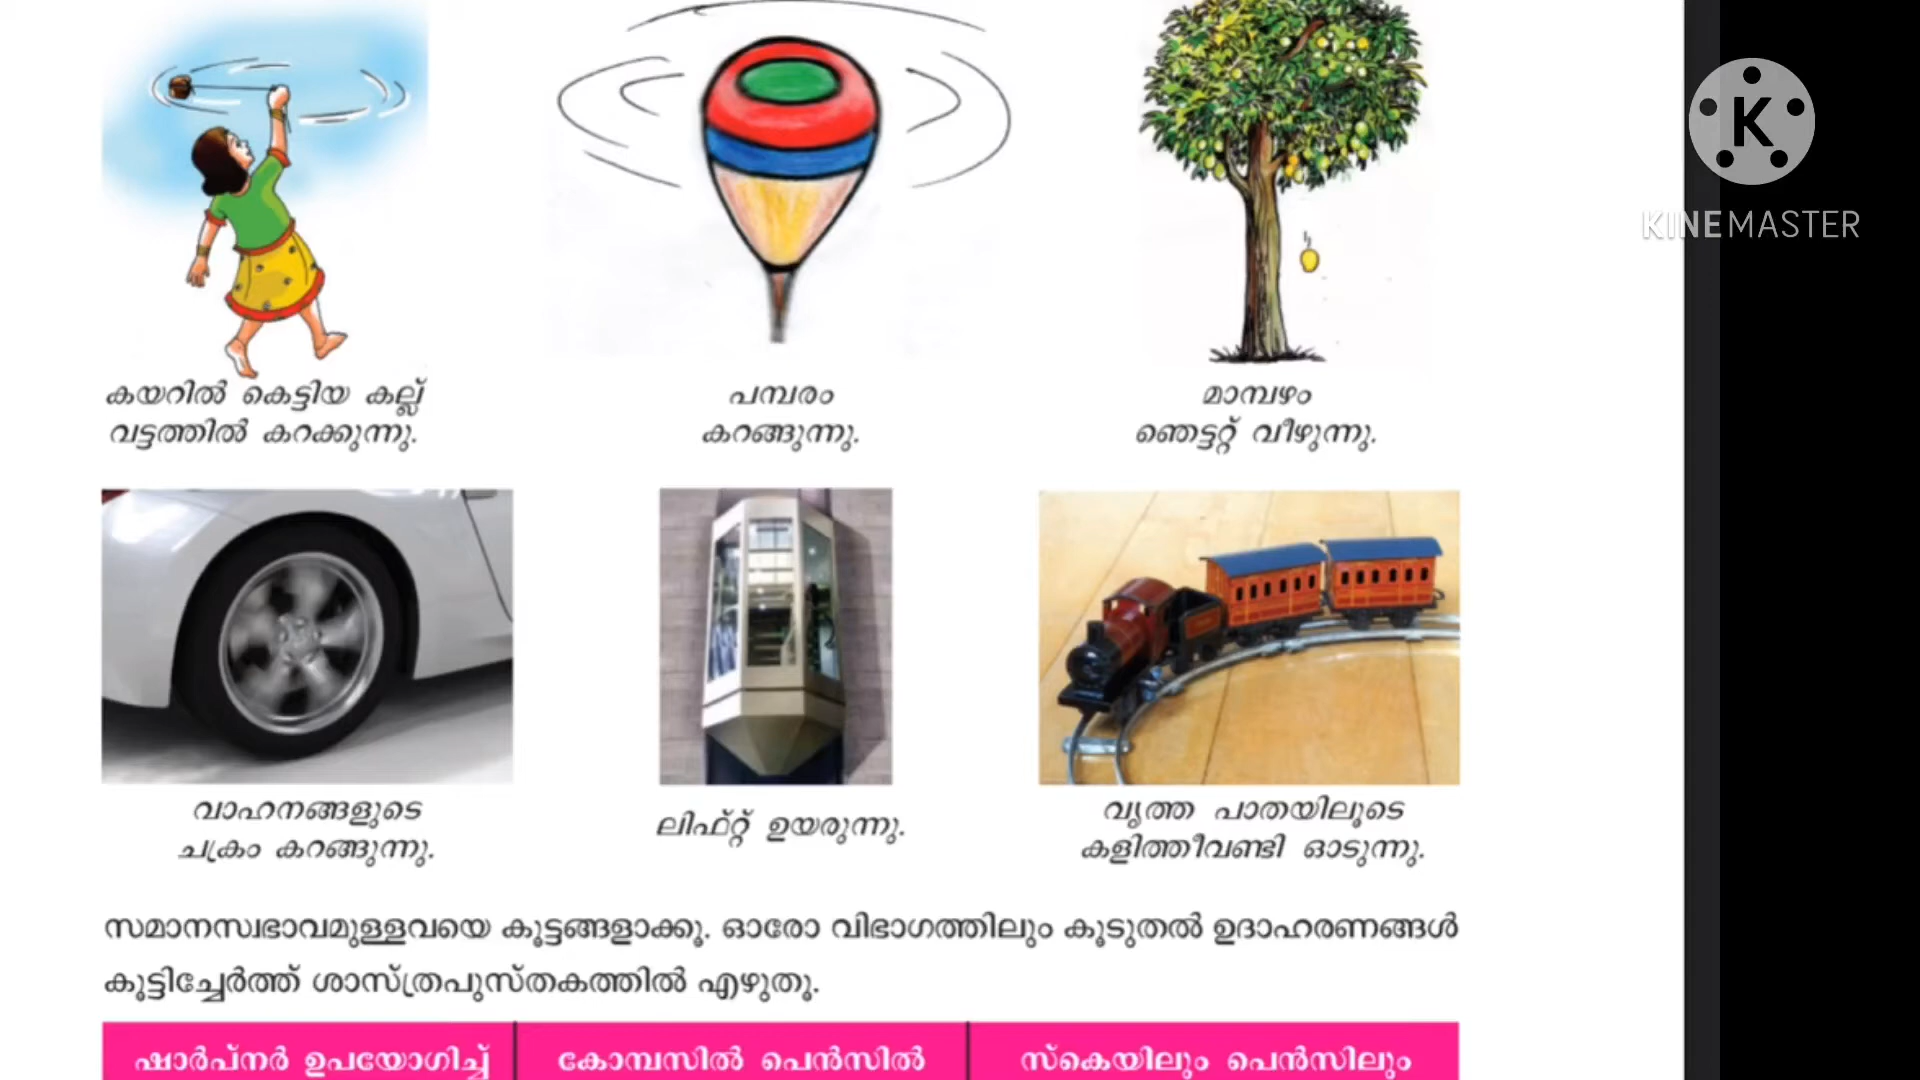 KINEMASTER
കയറിൽ കെട്ടിയ കല്ല്
വട്ടത്തിൽ കറക്കുന്നു.
പമ്പരം
കറങ്ങുന്നു.
മാമ്പഴം
ഞെട്ടറ്റ് വീഴുന്നു.
വാഹനങ്ങളുടെ
ചക്രം കറങ്ങുന്നു.
ലിഫ്റ്റ് ഉയരുന്നു.
വൃത്ത പാതയിലൂടെ
കളിത്തീവണ്ടി ഓടുന്നു.
സമാനസ്വഭാവമുള്ളവയെ കൂട്ടങ്ങളാക്കൂ. ഓരോ വിഭാഗത്തിലും കൂടുതൽ ഉദാഹരണങ്ങൾ
കൂട്ടിച്ചേർത്ത് ശാസ്ത്രപുസ്തകത്തിൽ എഴുതൂ.
ഷാർപ്നർ ഉപയോഗിച്ച്
കോമ്പസിൽ പെൻസിൽ
സ്കെയിലും പെൻസിലും